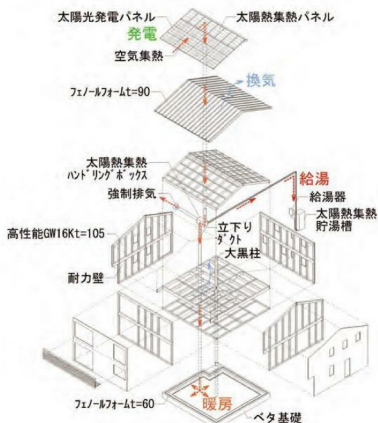 太陽光発電パネル
太陽熱集熱パネル
発電
空気集熱
換気
フェノールフォームt=90
太陽熱集熱
ハンドリングボックス
強制排気
給湯
給湯器
太陽熱集熱
貯湯槽
立下り
ダクト
大黒柱
高性能GW16Kt=105
耐力壁
フェノールフォームt=60
暖房
ベタ基礎